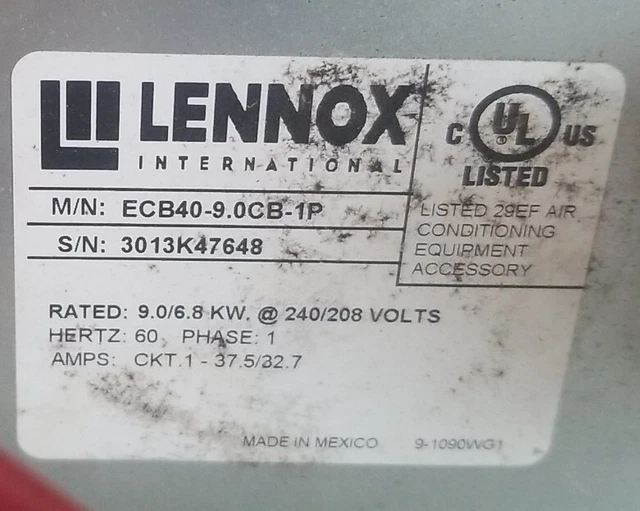 LENNOX
INTERNATIONAL
C UL US
LISTED
M/N: ECB40-9.0CB-1P
S/N: 3013K47648
LISTED 29EF AIR
CONDITIONING
EQUIPMENT
ACCESSORY
RATED: 9.0/6.8 KW. @ 240/208 VOLTS
HERTZ: 60 PHASE: 1
AMPS: CKT.1 - 37.5/32.7
MADE IN MEXICO 9-1090WG1